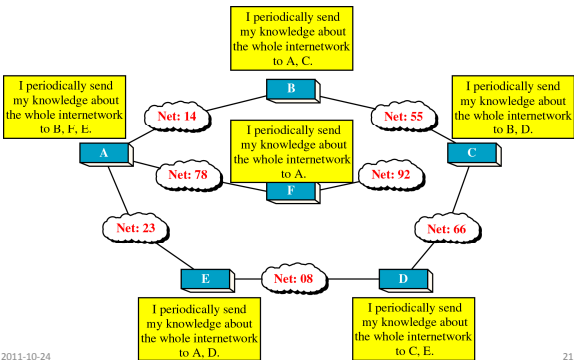 I periodically send
my knowledge about
the whole internetwork
to A, C.
I periodically send
my knowledge about
the whole internetwork
to B, F, E.
B
I periodically send
my knowledge about
the whole internetwork
to B, D.
Net: 14
Net: 55
I periodically send
my knowledge about
the whole internetwork
to A.
A
C
Net: 78
F
Net: 92
Net: 23
Net: 66
E
Net: 08
D
I periodically send
my knowledge about
the whole internetwork
to A, D.
I periodically send
my knowledge about
the whole internetwork
to C, E.
2011-10-24
21